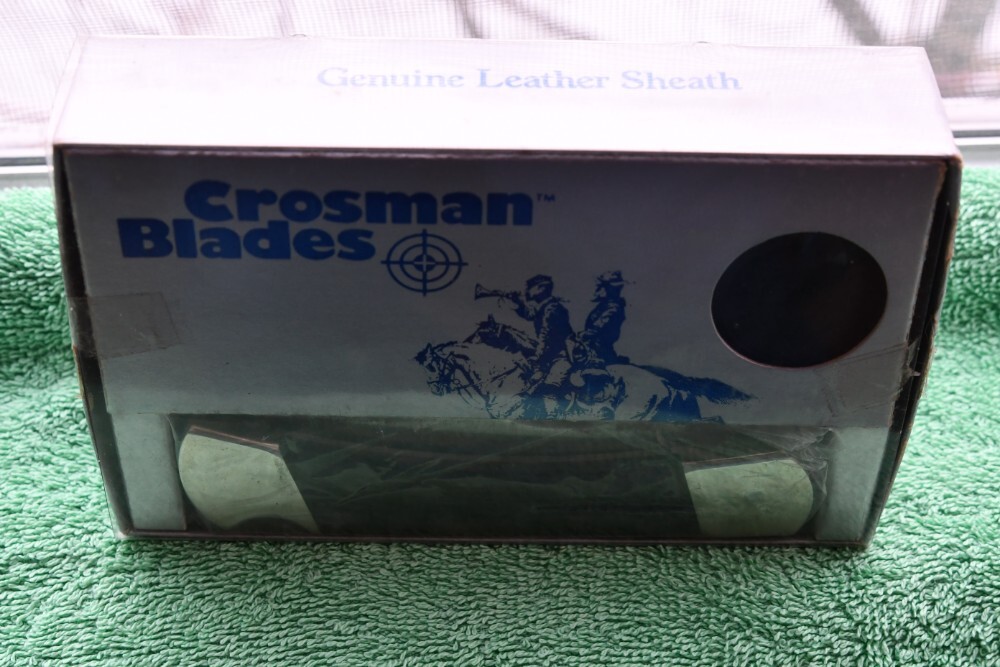 Genuine Leather Sheath
Crosman™
Blades